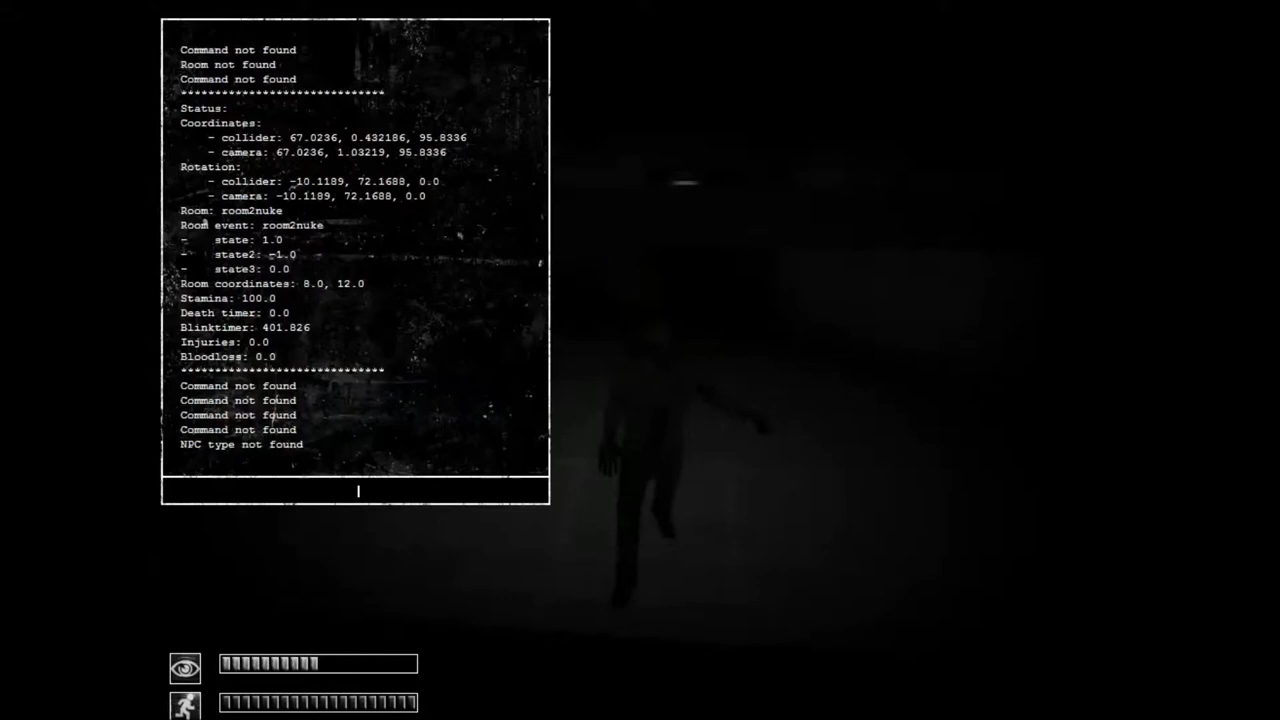 Command not found
Room not found
Command not found
******************************
Status:
Coordinates:
- collider: 67.0236, 0.432186, 95.8336
- camera: 67.0236, 1.03219, 95.8336
Rotation:
- collider: -10.1189, 72.1688, 0.0
- camera: -10.1189, 72.1688, 0.0
Room: room2nuke
Room event: room2nuke
- state: 1.0
- state2: -1.0
- state3: 0.0
Room coordinates: 8.0, 12.0
Stamina: 100.0
Death timer: 0.0
Blinktimer: 401.826
Injuries: 0.0
Bloodloss: 0.0
******************************
Command not found
Command not found
Command not found
Command not found
NPC type not found